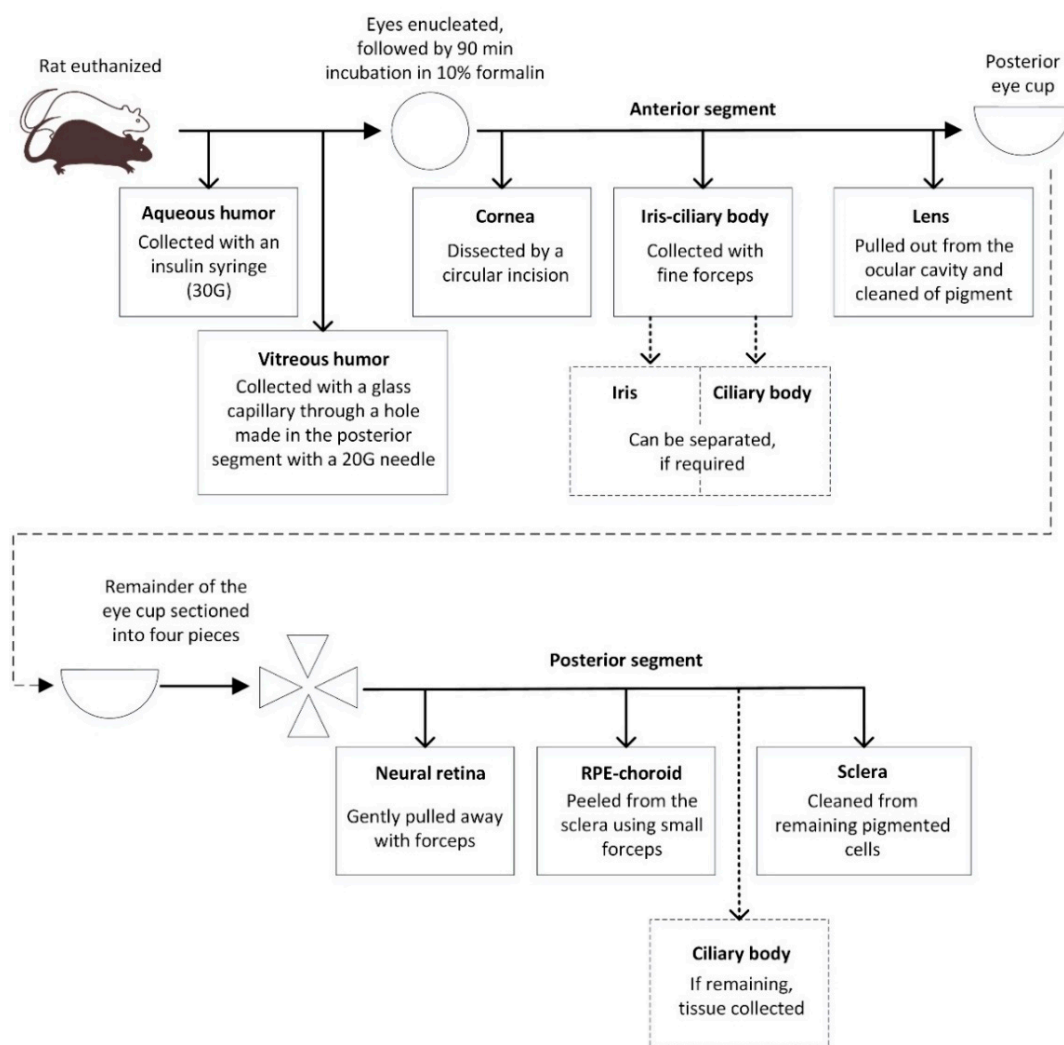 Rat euthanized
Eyes enucleated,
followed by 90 min
incubation in 10% formalin
Anterior segment
Posterior
eye cup
Aqueous humor
Collected with an
insulin syringe
(30G)
Vitreous humor
Collected with a glass
capillary through a hole
made in the posterior
segment with a 20G needle
Cornea
Dissected by a
circular incision
Iris-ciliary body
Collected with
fine forceps
Iris
Ciliary body
Can be separated,
if required
Lens
Pulled out from the
ocular cavity and
cleaned of pigment
Remainder of the
eye cup sectioned
into four pieces
Posterior segment
Neural retina
Gently pulled away
with forceps
RPE-choroid
Peeled from the
sclera using small
forceps
Sclera
Cleaned from
remaining pigmented
cells
Ciliary body
If remaining,
tissue collected